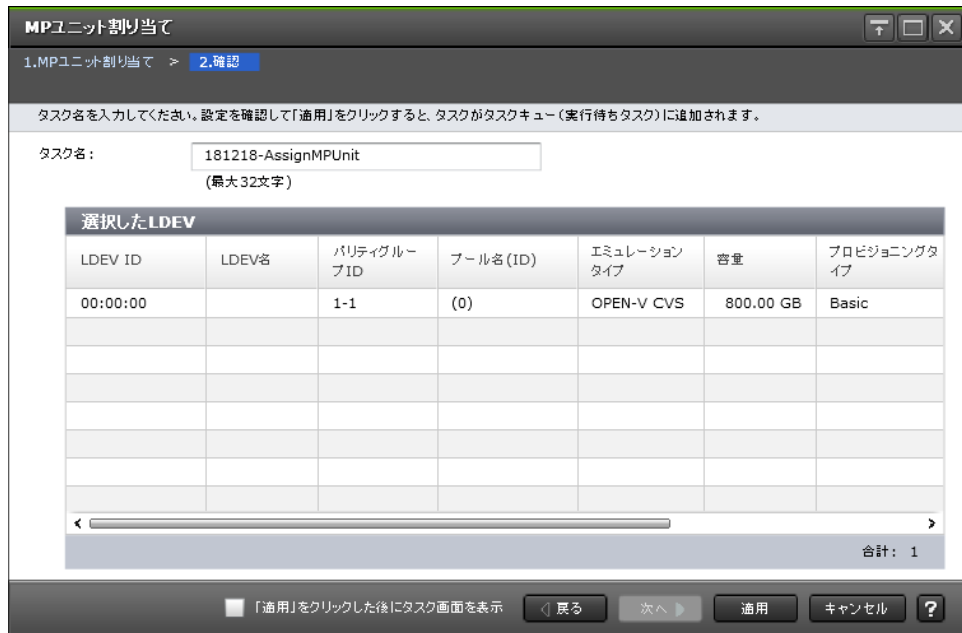 MPユニット割り当て
1.MPユニット割り当て > 2.確認
タスク名を入力してください。設定を確認して「適用」をクリックすると、タスクがタスクキュー(実行待ちタスク)に追加されます。
タスク名: 181218-AssignMPUnit
(最大32文字)
選択したLDEV
LDEV ID LDEV名 パリティグループID プール名(ID) エミュレーションタイプ 容量 プロビジョニングタイプ
00:00:00 1-1 (0) OPEN-V CVS 800.00 GB Basic
合計: 1
「適用」をクリックした後にタスク画面を表示 戻る 次へ 適用 キャンセル ?